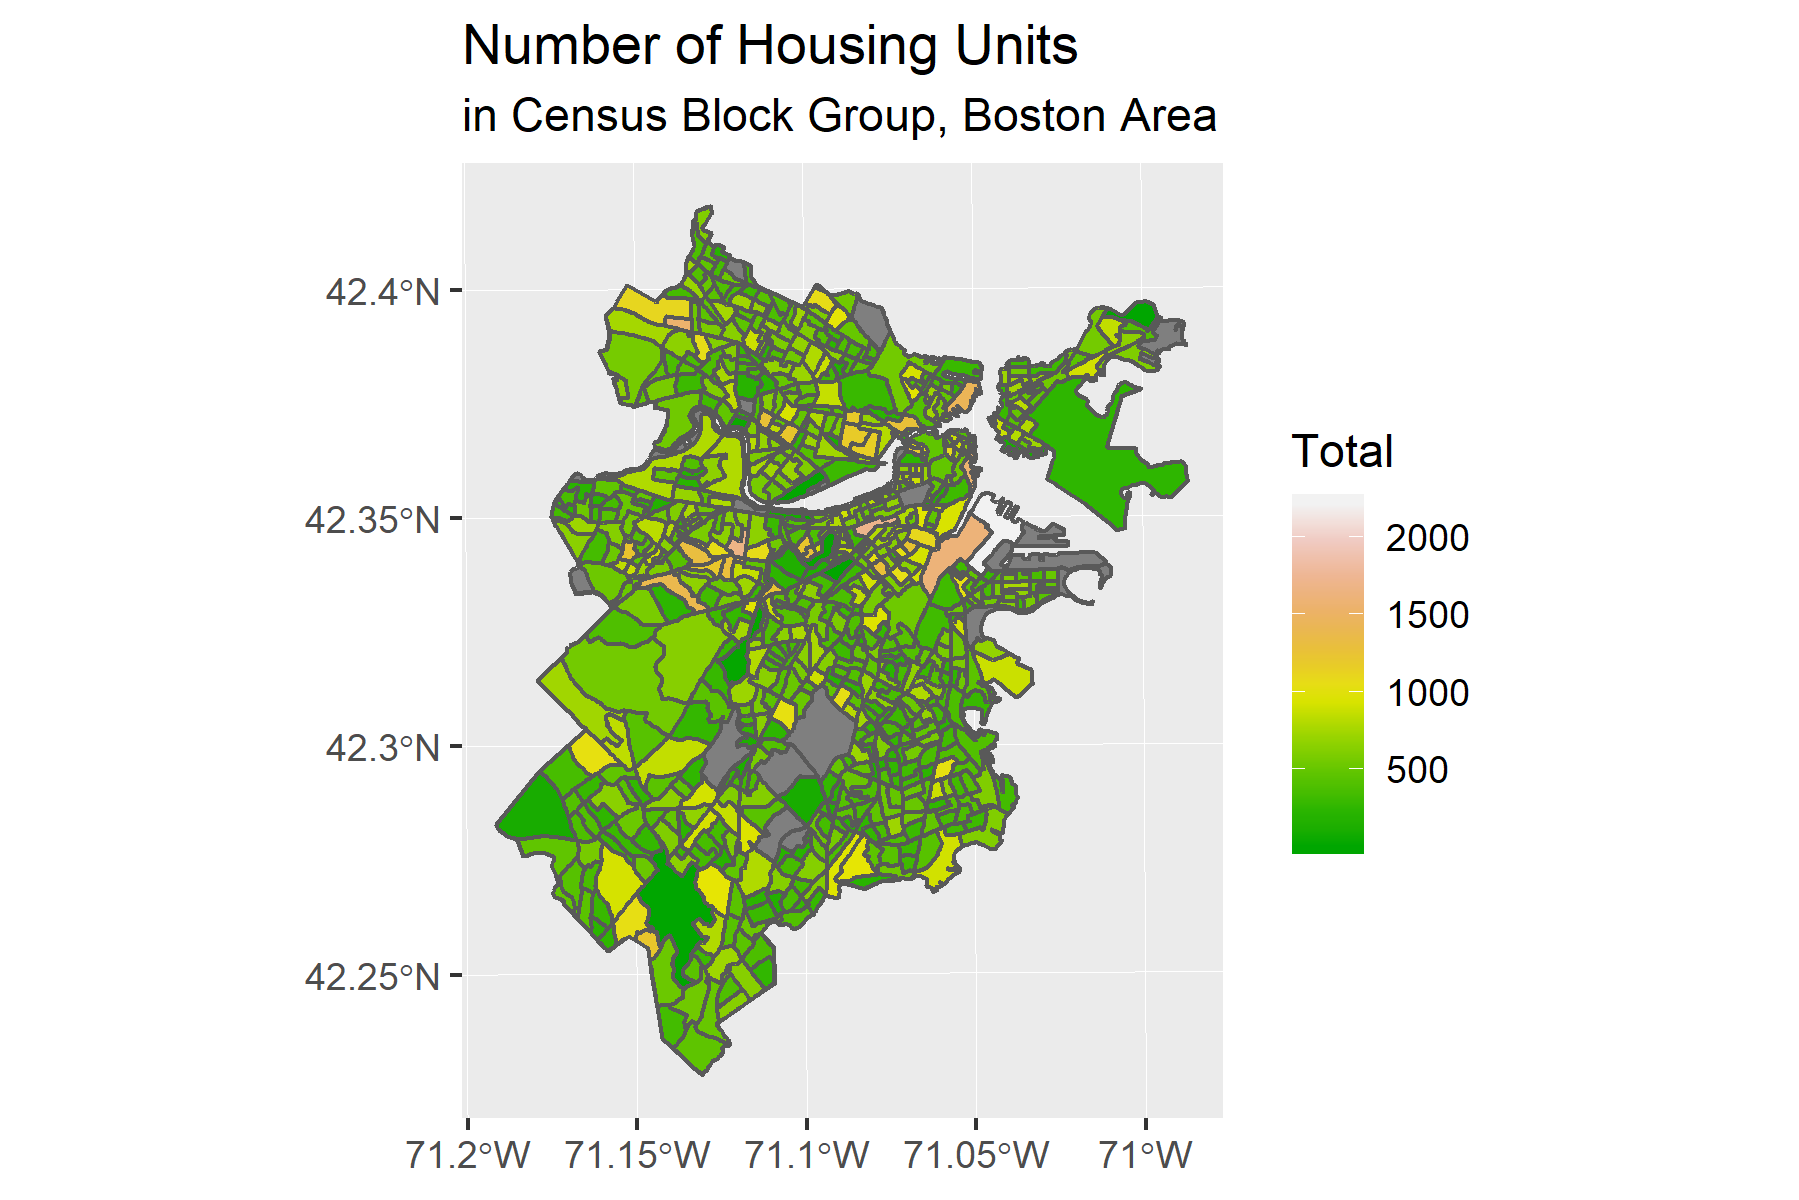 Number of Housing Units
in Census Block Group, Boston Area
42.4°N
42.35°N
42.3°N
42.25°N
71.2°W 71.15°W 71.1°W 71.05°W 71°W
Total
2000
1500
1000
500